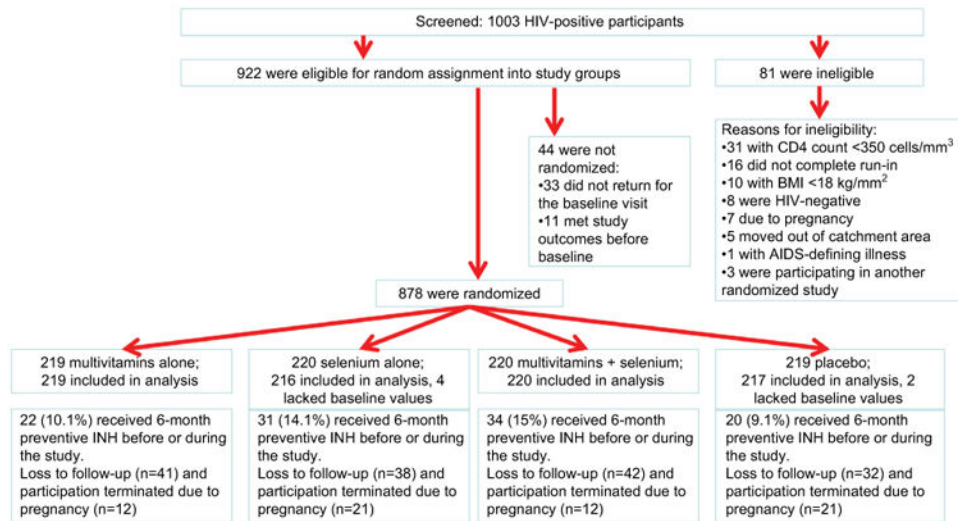 Screened: 1003 HIV-positive participants
922 were eligible for random assignment into study groups
81 were ineligible
44 were not
randomized:
•33 did not return for
the baseline visit
•11 met study
outcomes before
baseline
Reasons for ineligibility:
•31 with CD4 count <350 cells/mm³
•16 did not complete run-in
•10 with BMI <18 kg/mm²
•8 were HIV-negative
•7 due to pregnancy
•5 moved out of catchment area
•1 with AIDS-defining illness
•3 were participating in another
randomized study
878 were randomized
219 multivitamins alone;
219 included in analysis
220 selenium alone;
216 included in analysis, 4
lacked baseline values
220 multivitamins + selenium;
220 included in analysis
219 placebo;
217 included in analysis, 2
lacked baseline values
22 (10.1%) received 6-month
preventive INH before or during
the study.
Loss to follow-up (n=41) and
participation terminated due to
pregnancy (n=12)
31 (14.1%) received 6-month
preventive INH before or during
the study.
Loss to follow-up (n=38) and
participation terminated due to
pregnancy (n=21)
34 (15%) received 6-month
preventive INH before or during
the study.
Loss to follow-up (n=42) and
participation terminated due to
pregnancy (n=12)
20 (9.1%) received 6-month
preventive INH before or during
the study.
Loss to follow-up (n=32) and
participation terminated due to
pregnancy (n=21)